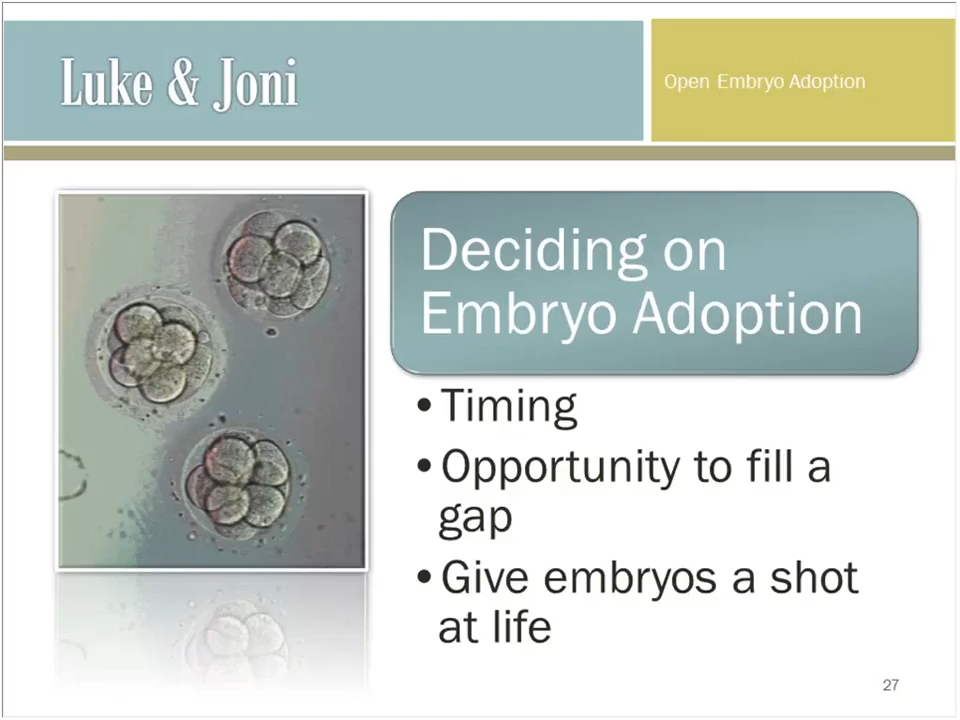 Luke & Joni
Open Embryo Adoption
Deciding on
Embryo Adoption
•Timing
•Opportunity to fill a
gap
•Give embryos a shot
at life
27